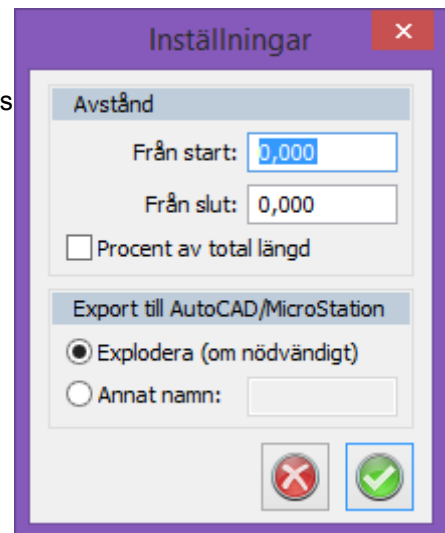 Inställningar
s
Avstånd
Från start: 0,000
Från slut: 0,000
Procent av total längd
Export till AutoCAD/MicroStation
Explodera (om nödvändigt)
Annat namn: